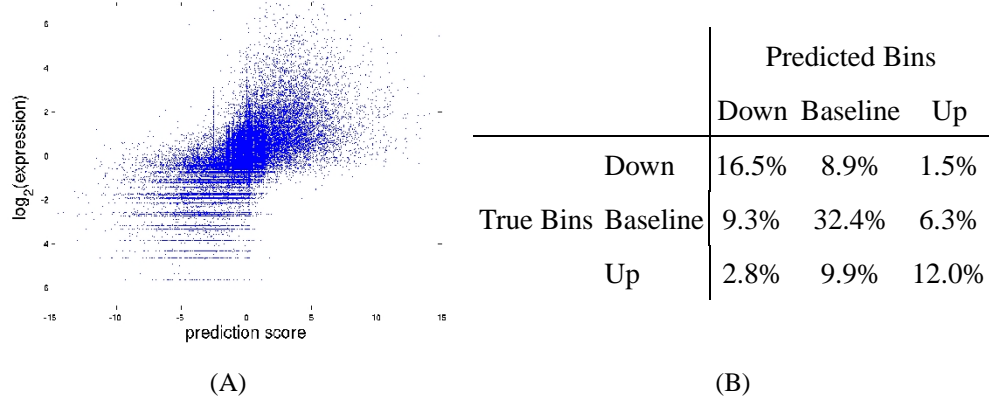 6
4
2
0
-2
4
6
log2(expression)
-15 -10 -5 0 5 10 15
prediction score
(A)
Predicted Bins
Down Baseline Up
Down 16.5% 8.9% 1.5%
True Bins Baseline 9.3% 32.4% 6.3%
Up 2.8% 9.9% 12.0%
(B)